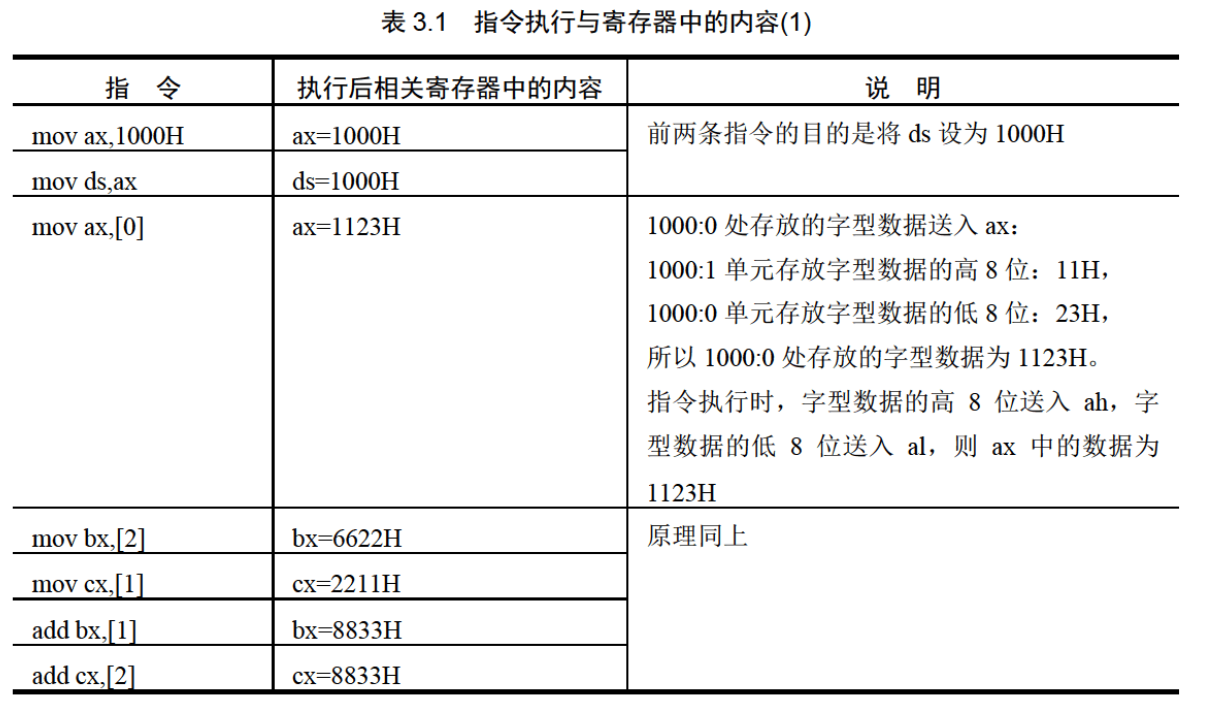 表 3.1 指令执行与寄存器中的内容(1)
指 令 执行后相关寄存器中的内容 说 明
mov ax,1000H ax=1000H 前两条指令的目的是将 ds 设为 1000H
mov ds,ax ds=1000H
mov ax,[0] ax=1123H 1000:0 处存放的字型数据送入 ax：
1000:1 单元存放字型数据的高 8 位：11H，
1000:0 单元存放字型数据的低 8 位：23H，
所以 1000:0 处存放的字型数据为 1123H。
指令执行时，字型数据的高 8 位送入 ah，字
型数据的低 8 位送入 al，则 ax 中的数据为
1123H
mov bx,[2] bx=6622H 原理同上
mov cx,[1] cx=2211H
add bx,[1] bx=8833H
add cx,[2] cx=8833H